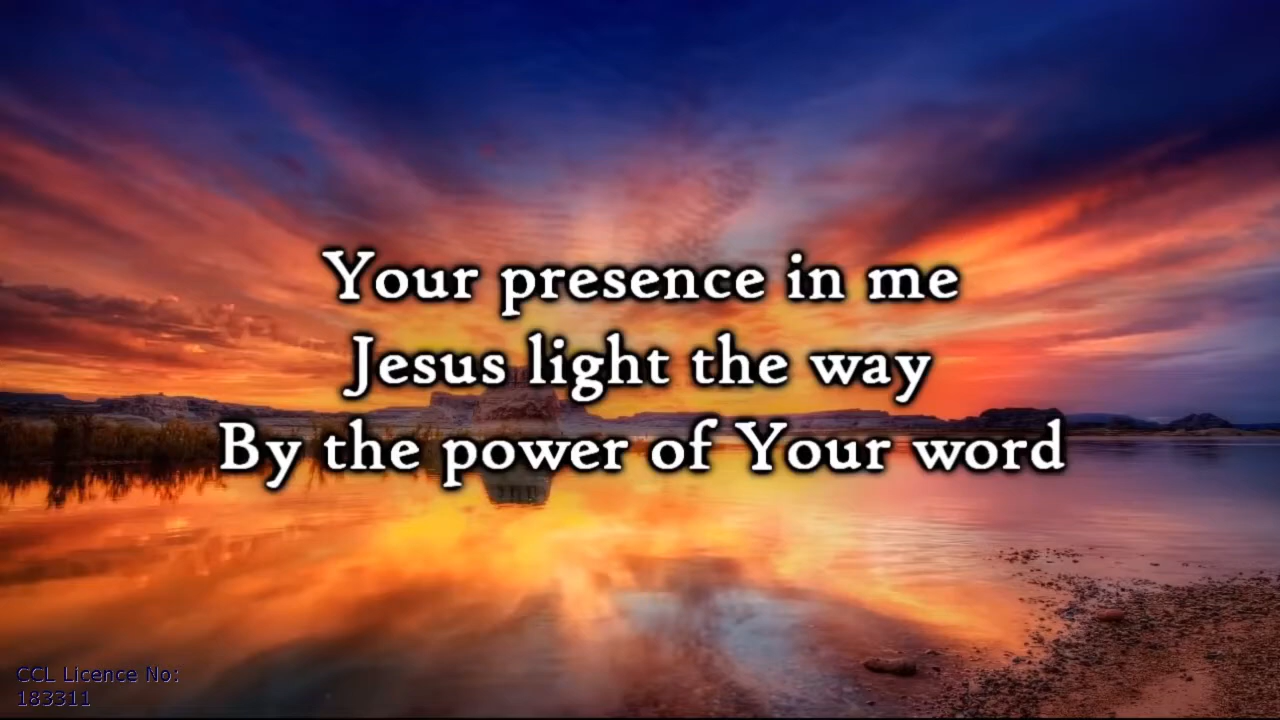 Your presence in me
Jesus light the way
By the power of Your word
CCL Licence No:
183311